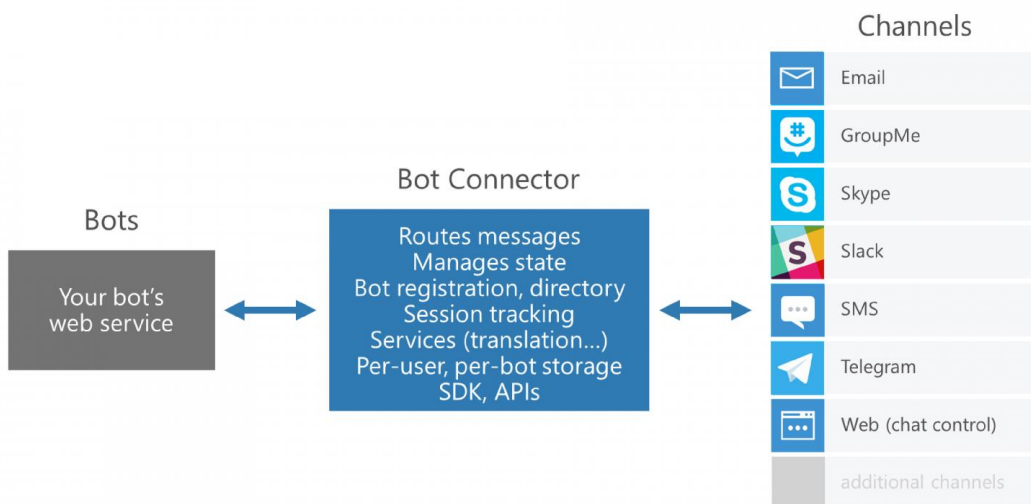 Bots
Your bot's
web service
Bot Connector
Routes messages
Manages state
Bot registration, directory
Session tracking
Services (translation...)
Per-user, per-bot storage
SDK, APIs
Channels
Email
GroupMe
Skype
Slack
SMS
Telegram
Web (chat control)
additional channels